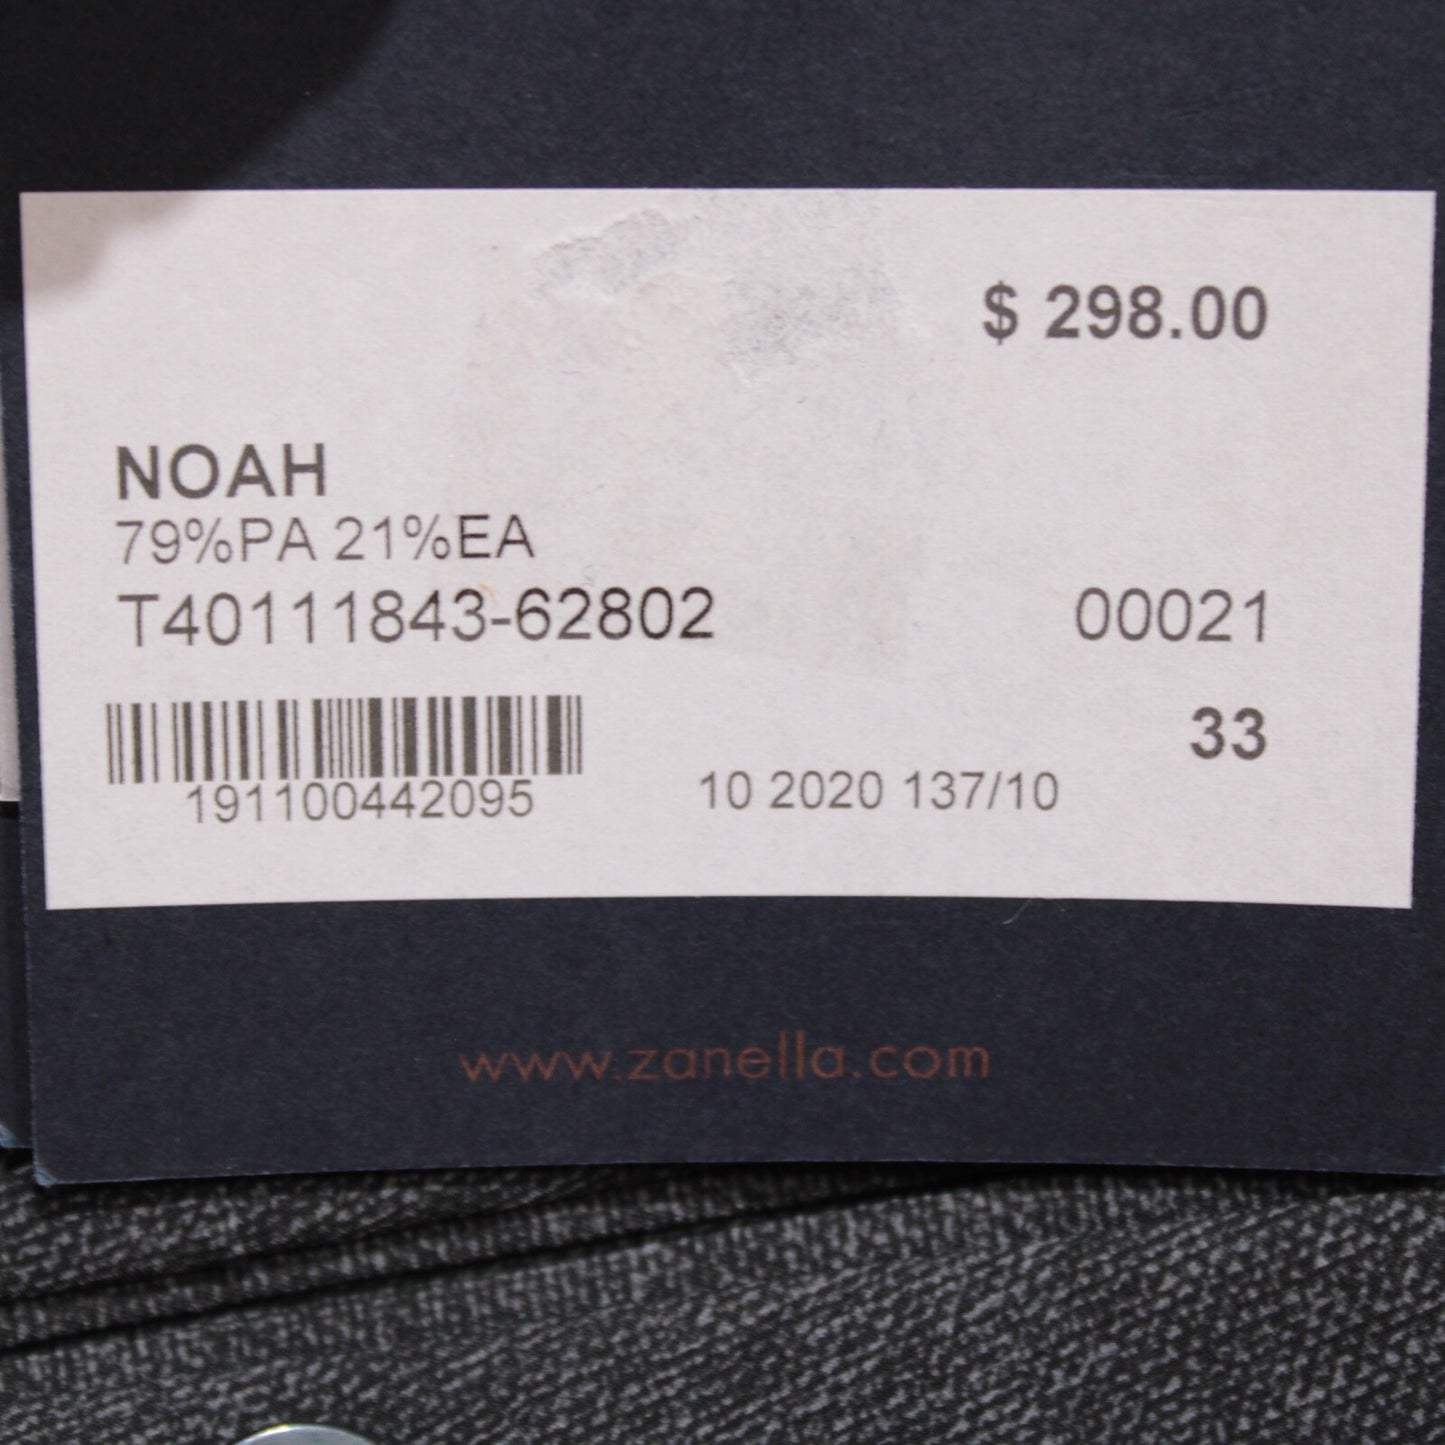 $ 298.00
NOAH
79%PA 21%EA
T40111843-62802 00021
33
191100442095 10 2020 137/10
www.zanella.com